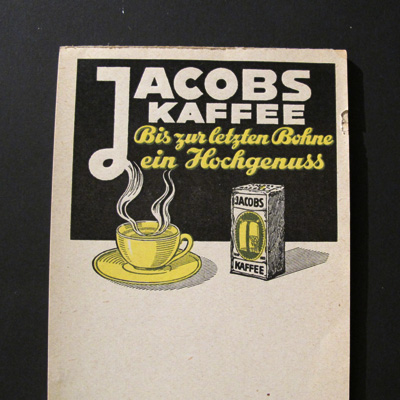 JACOBS
KAFFEE
Bis zur letzten Bohne
ein Hochgenuss
JACOBS
KAFFEE